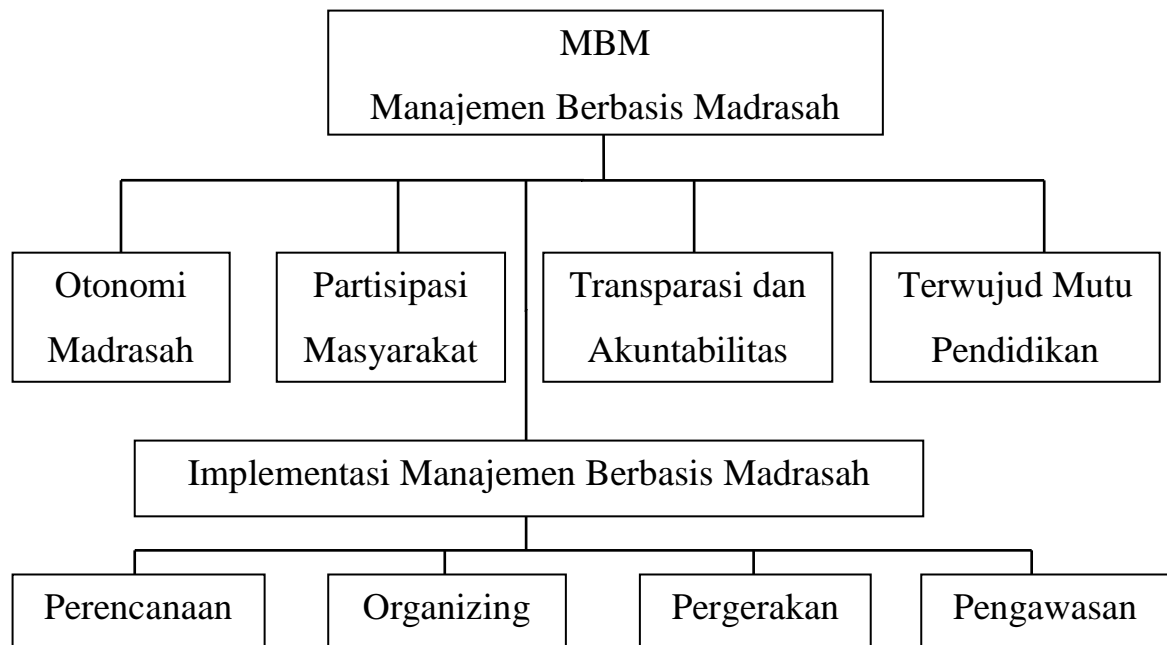 MBM
Manajemen Berbasis Madrasah
Otonomi
Madrasah
Partisipasi
Masyarakat
Transparasi dan
Akuntabilitas
Terwujud Mutu
Pendidikan
Implementasi Manajemen Berbasis Madrasah
Perencanaan
Organizing
Pergerakan
Pengawasan